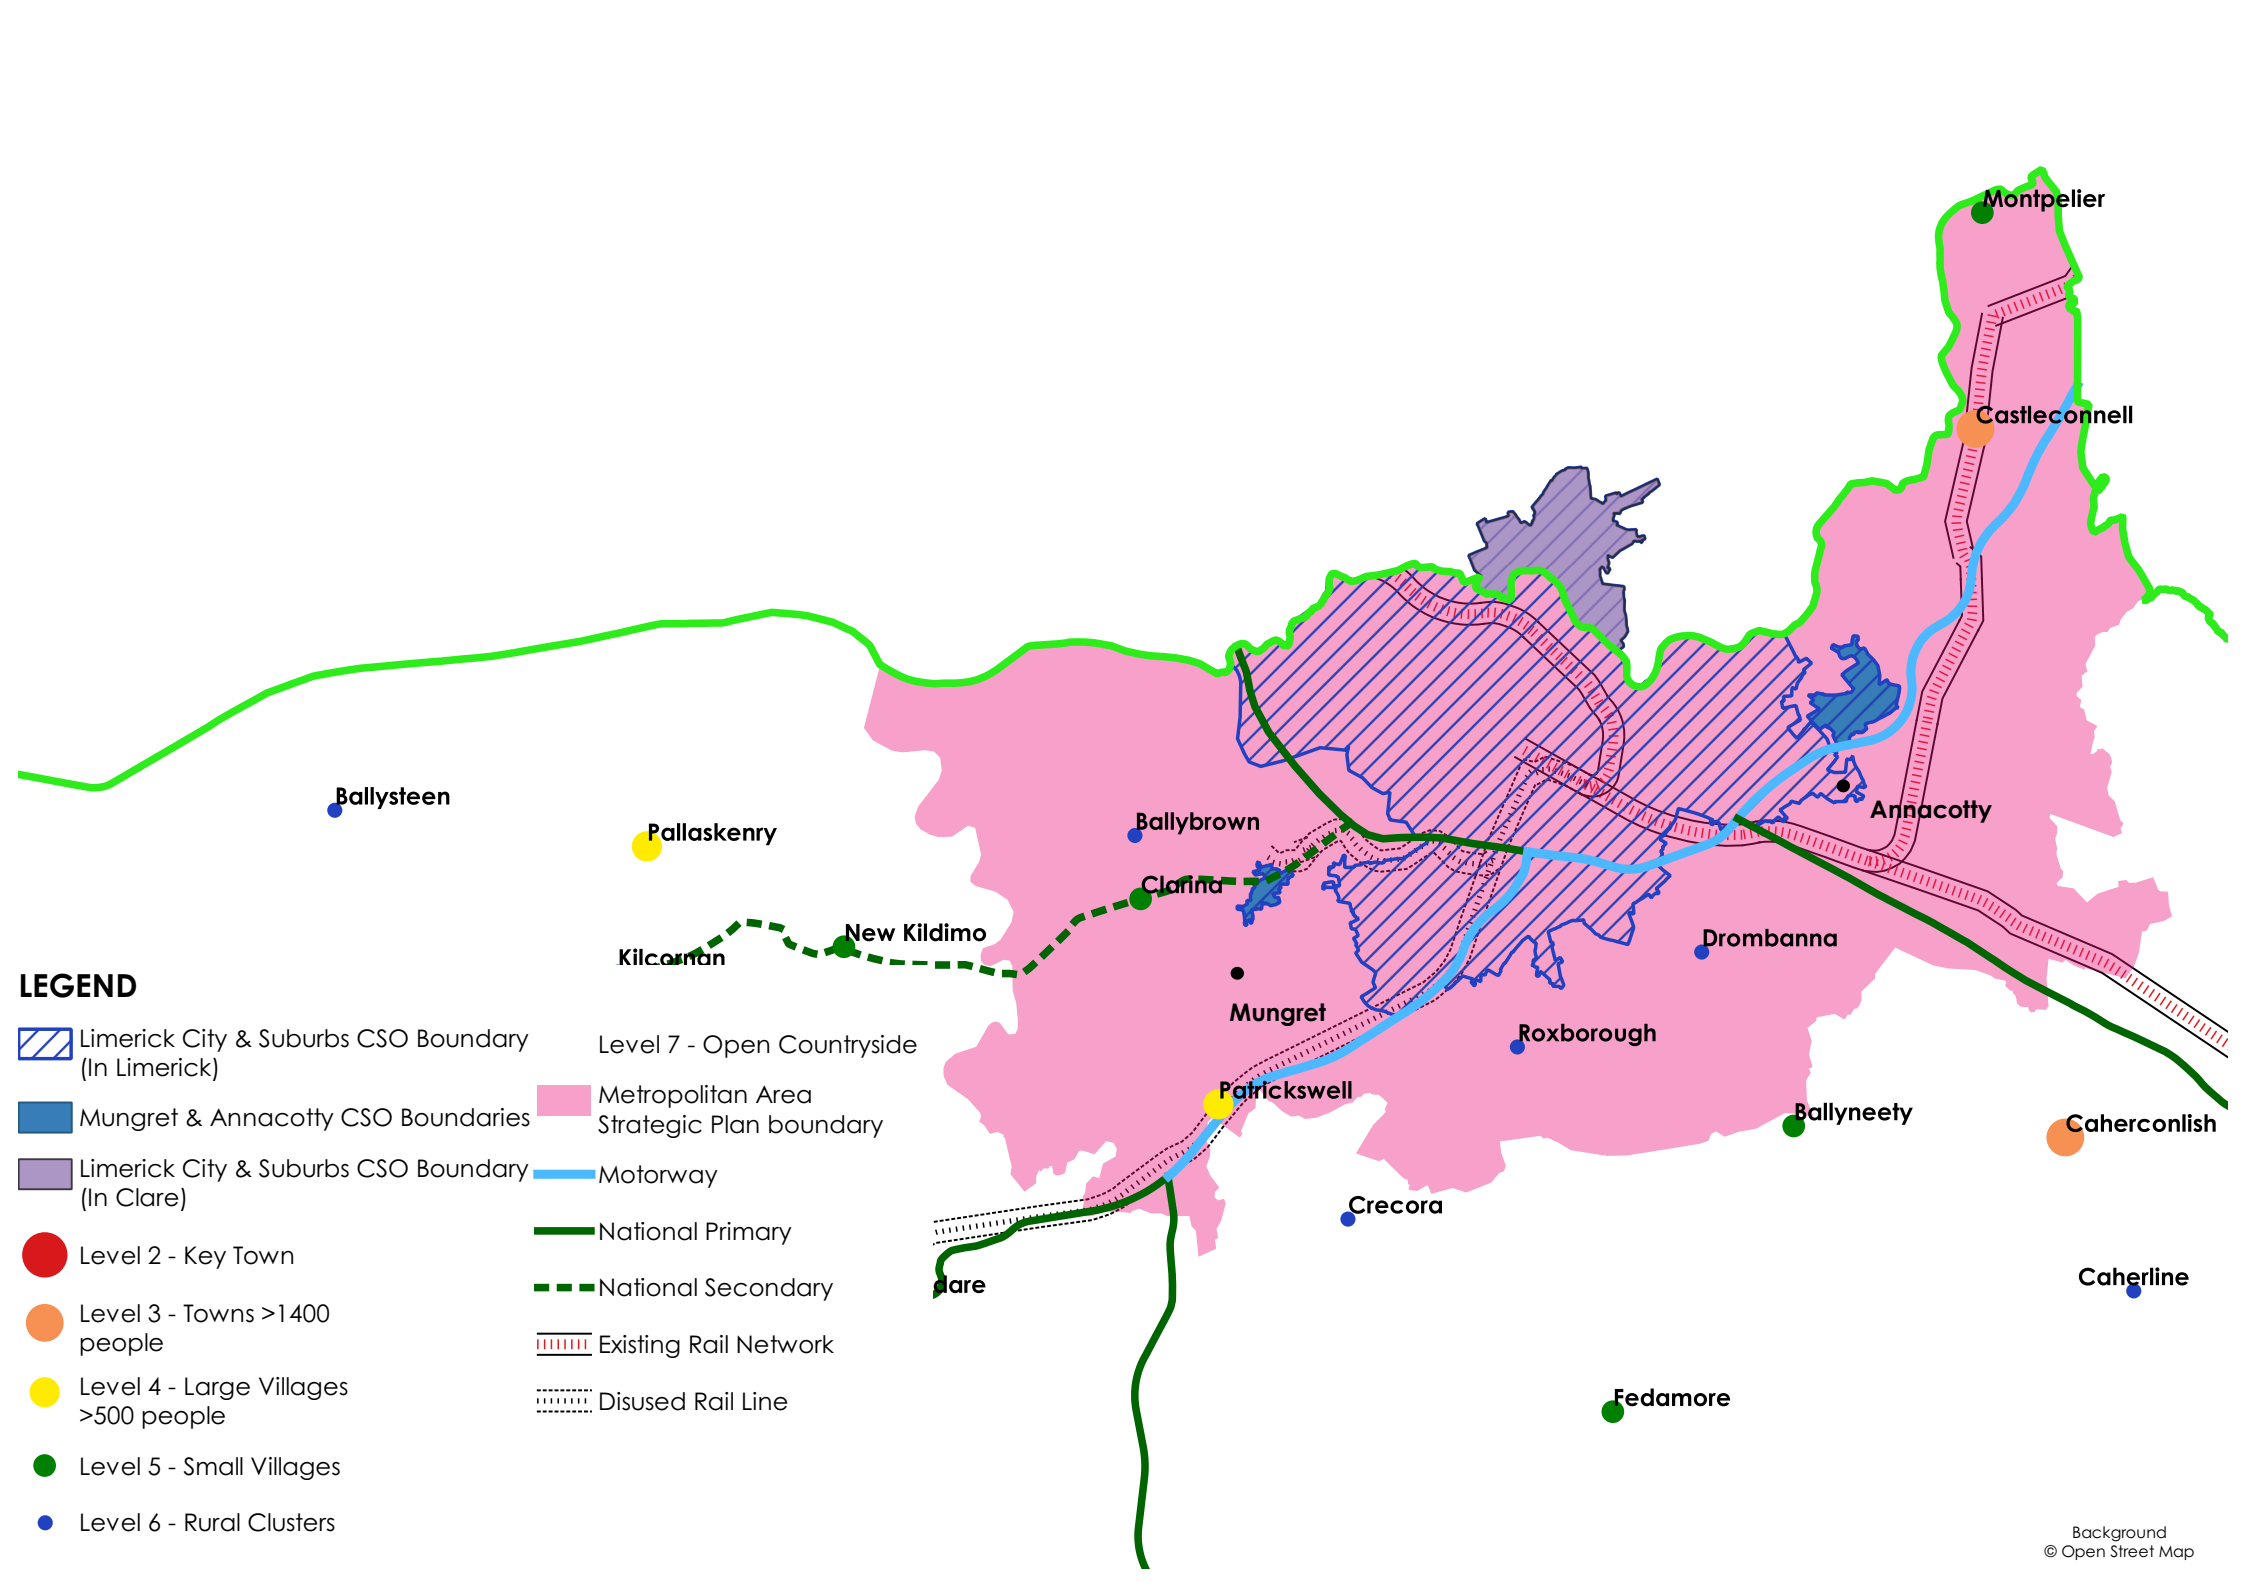 Montpelier
Castleconnell
Ballysteen
Pallaskenry
Ballybrown
Annacotty
Clarina
New Kildimo
Drombanna
Kilcornan
Mungret
Roxborough
Patrickswell
Ballyneety
Caherconlish
Crecora
Caherline
dare
Fedamore
LEGEND
Limerick City & Suburbs CSO Boundary
(In Limerick)
Mungret & Annacotty CSO Boundaries
Limerick City & Suburbs CSO Boundary
(In Clare)
Level 2 - Key Town
Level 3 - Towns >1400
people
Level 4 - Large Villages
>500 people
Level 5 - Small Villages
Level 6 - Rural Clusters
Level 7 - Open Countryside
Metropolitan Area
Strategic Plan boundary
Motorway
National Primary
National Secondary
Existing Rail Network
Disused Rail Line
Background
© Open Street Map